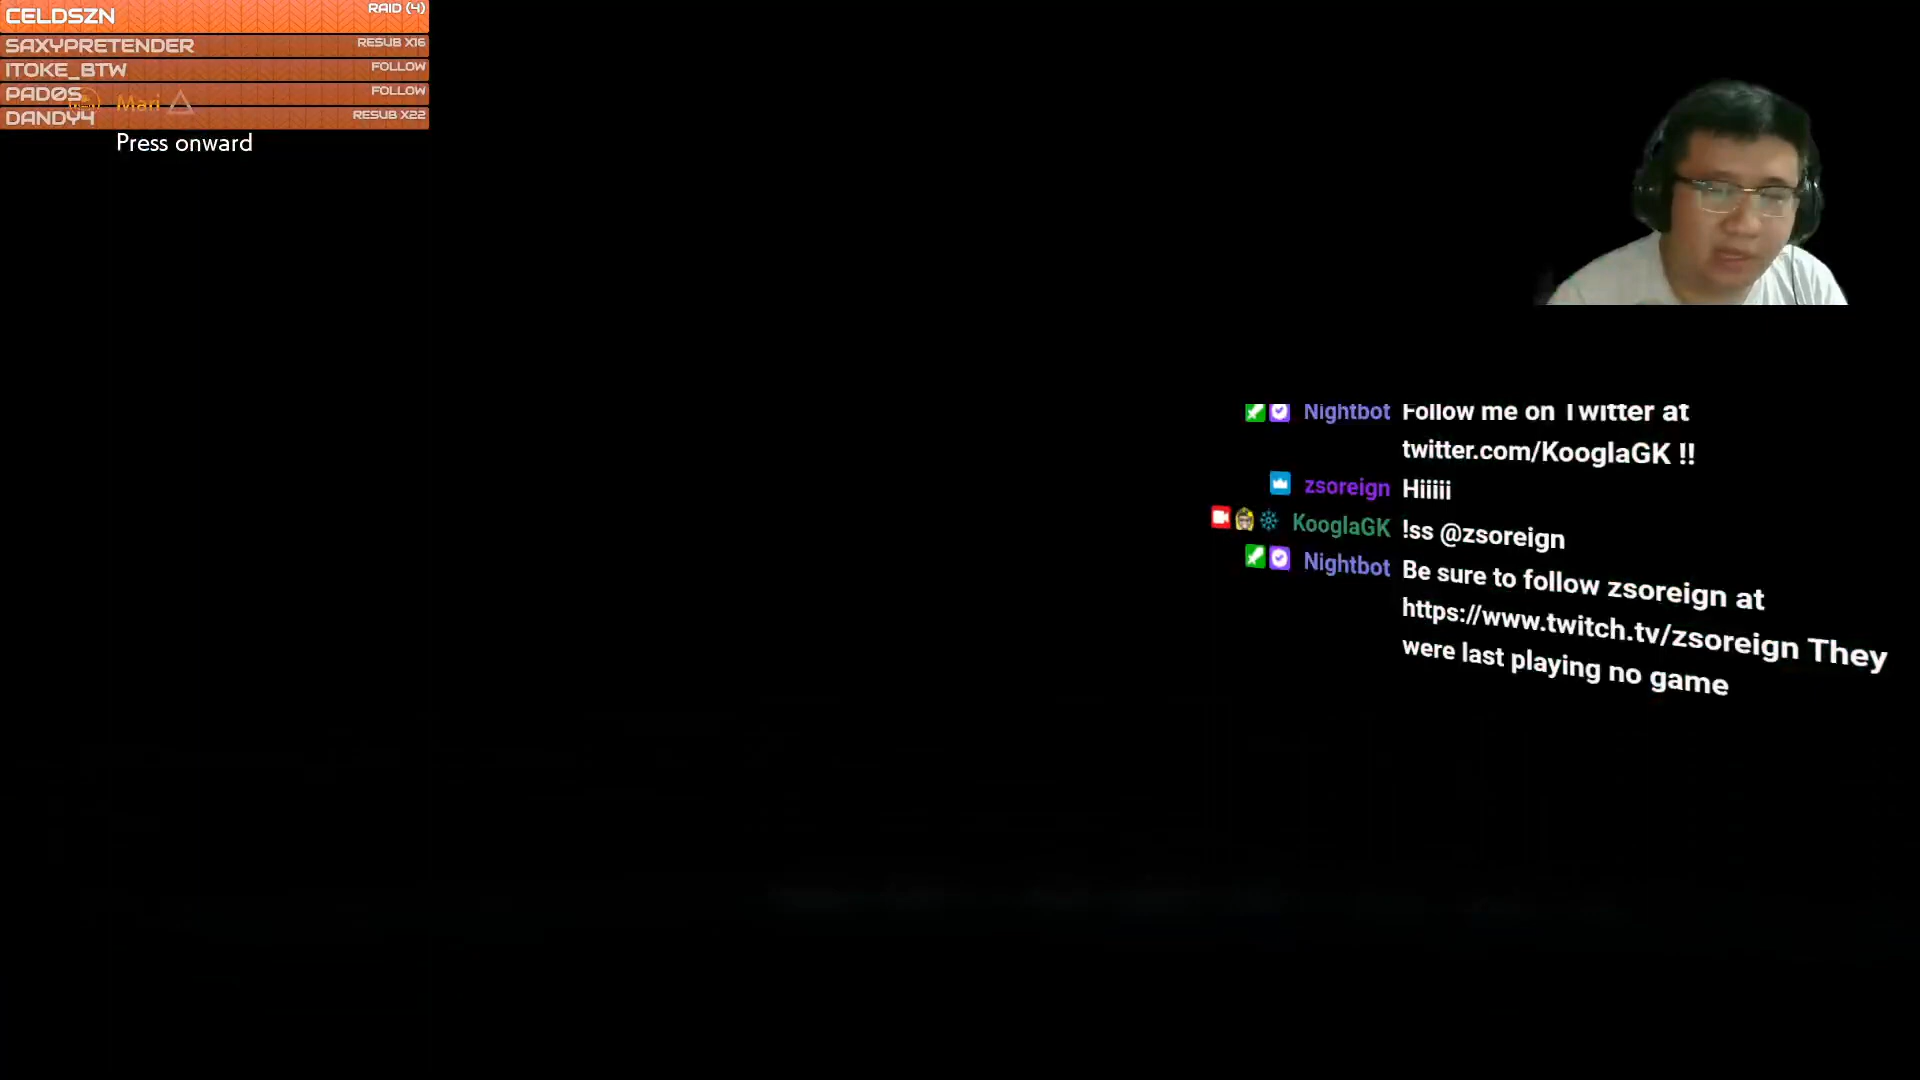 CELDSZN RAID (4)
SAXYPRETENDER RESUB X16
ITOKE_BTW FOLLOW
PADØS FOLLOW
Mari
DANDY4 RESUB X22
Press onward
Nightbot Follow me on Twitter at
twitter.com/KooglaGK !!
zsoreign Hiiiii
KooglaGK !ss @zsoreign
Nightbot Be sure to follow zsoreign at
https://www.twitch.tv/zsoreign They
were last playing no game